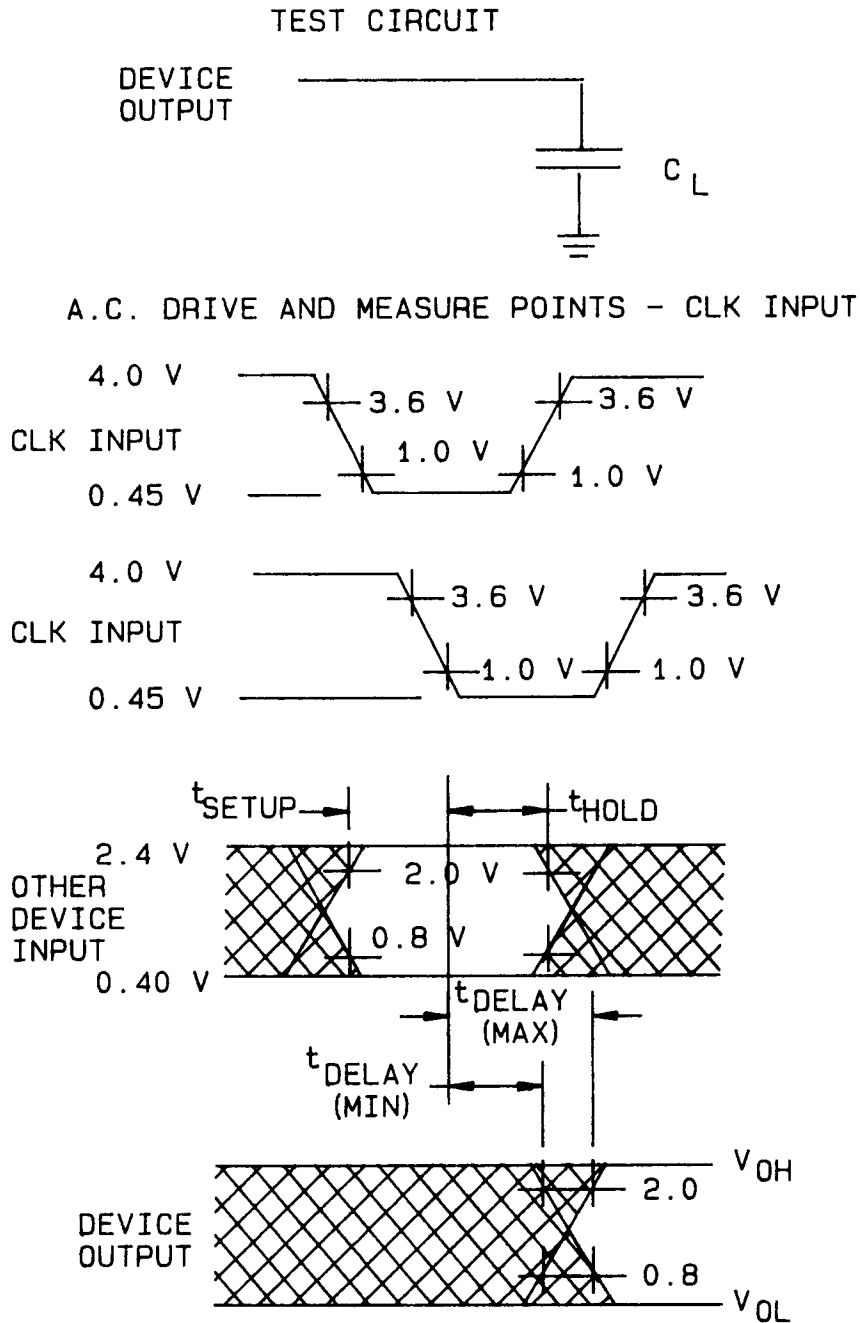 TEST CIRCUIT
DEVICE
OUTPUT
C L
A.C. DRIVE AND MEASURE POINTS - CLK INPUT
4.0 V
3.6 V
3.6 V
CLK INPUT
1.0 V
1.0 V
0.45 V
4.0 V
3.6 V
3.6 V
CLK INPUT
1.0 V
1.0 V
0.45 V
tSETUP
tHOLD
2.4 V
2.0 V
OTHER
DEVICE
INPUT
0.8 V
0.40 V
tDELAY
(MAX)
tDELAY
(MIN)
VOH
2.0
DEVICE
OUTPUT
0.8
VOL